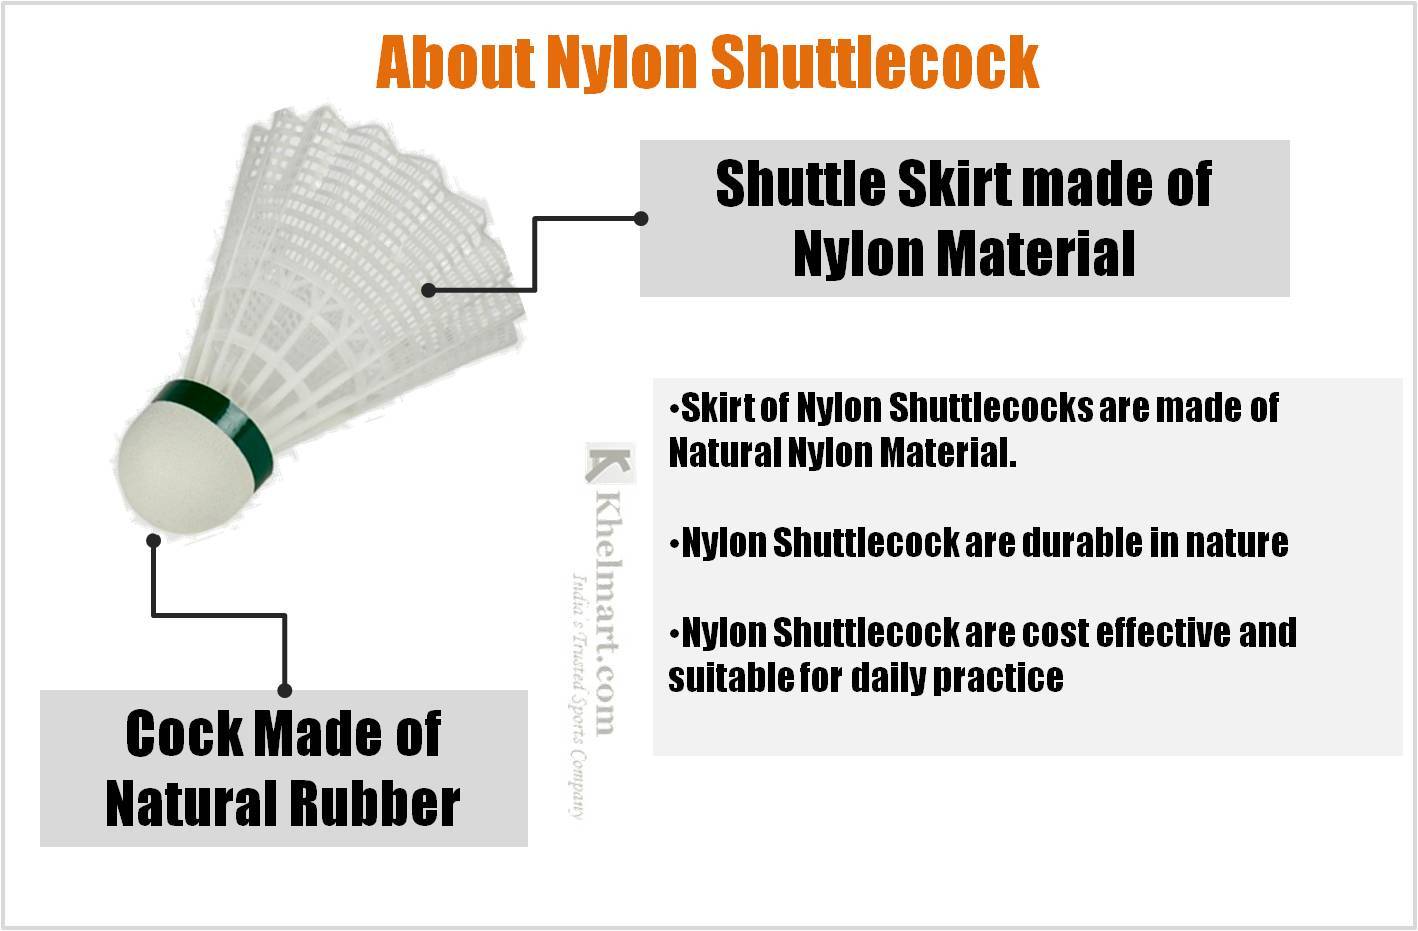 About Nylon Shuttlecock
Shuttle Skirt made of
Nylon Material
•Skirt of Nylon Shuttlecocks are made of
Natural Nylon Material.
•Nylon Shuttlecock are durable in nature
•Nylon Shuttlecock are cost effective and
suitable for daily practice
Khelmart.com
India's Trusted Sports Company
Cock Made of
Natural Rubber